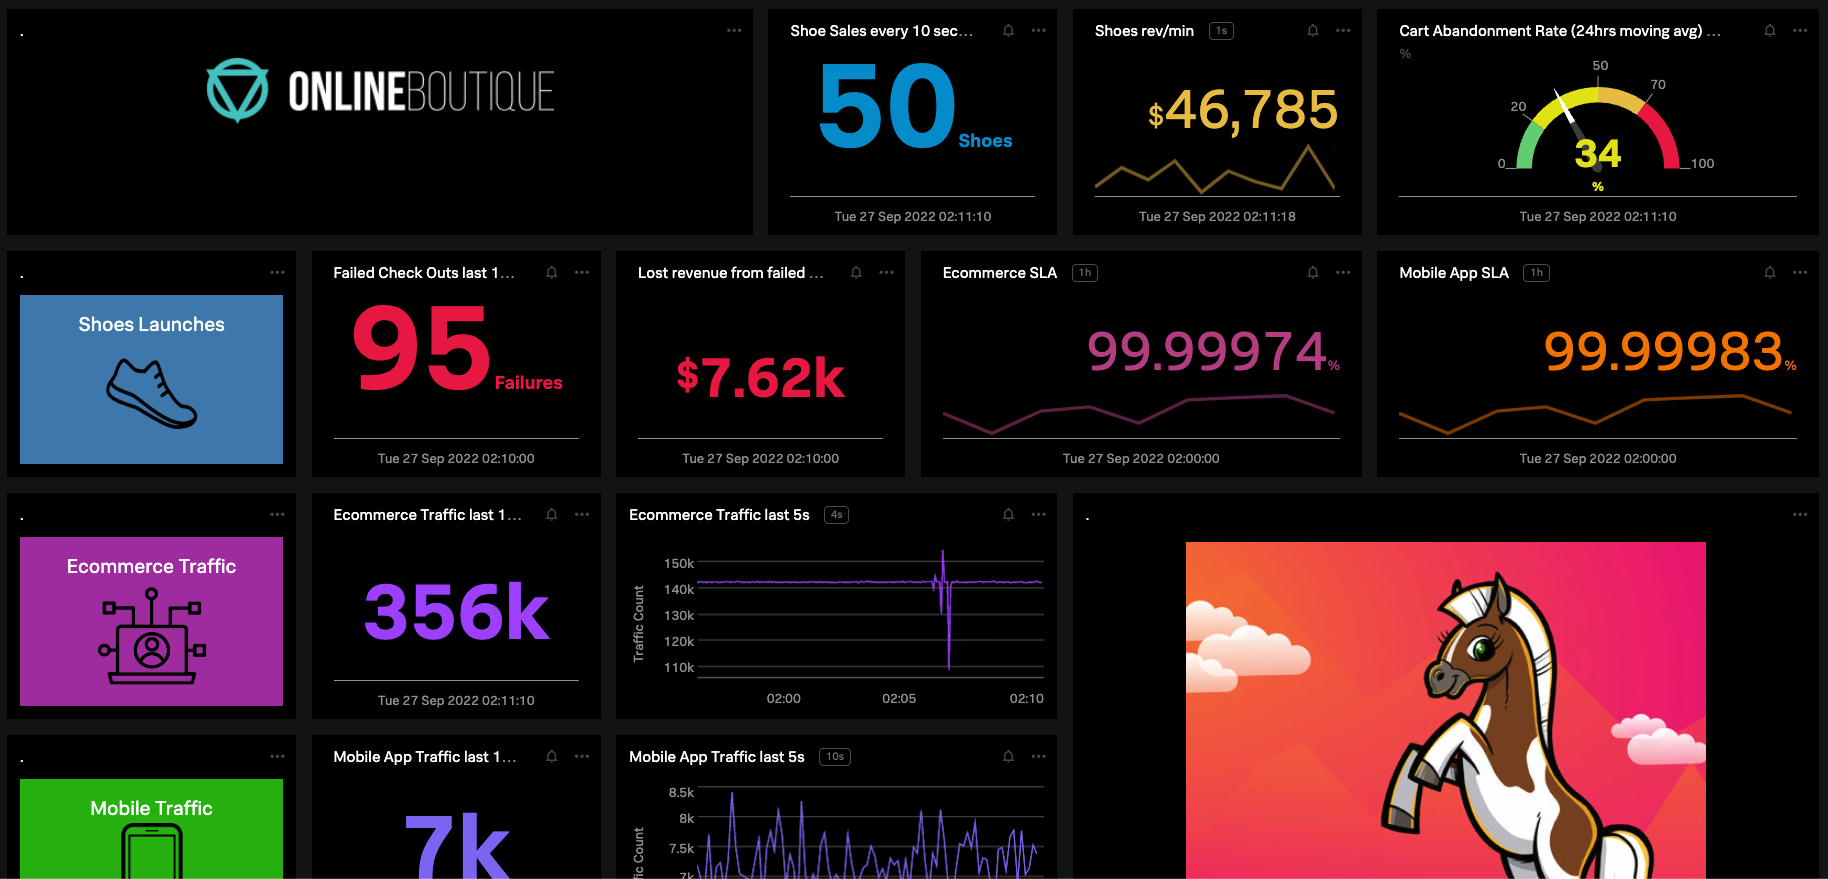 .
ONLINEBOUTIQUE
Shoe Sales every 10 sec...
50 Shoes
Tue 27 Sep 2022 02:11:10
Shoes rev/min 1s
$46,785
Tue 27 Sep 2022 02:11:18
Cart Abandonment Rate (24hrs moving avg) ...
%
0
20
50
70
100
34
%
Tue 27 Sep 2022 02:11:10
.
Shoes Launches
Failed Check Outs last 1...
95 Failures
Tue 27 Sep 2022 02:10:00
Lost revenue from failed ...
$7.62k
Tue 27 Sep 2022 02:10:00
Ecommerce SLA 1h
99.99974%
Tue 27 Sep 2022 02:00:00
Mobile App SLA 1h
99.99983%
Tue 27 Sep 2022 02:00:00
.
Ecommerce Traffic
Ecommerce Traffic last 1...
356k
Tue 27 Sep 2022 02:11:10
Ecommerce Traffic last 5s 4s
Traffic Count
150k
140k
130k
120k
110k
02:00 02:05 02:10
.
.
Mobile Traffic
Mobile App Traffic last 1...
7k
Mobile App Traffic last 5s 10s
8.5k
8k
7.5k
7k
Count